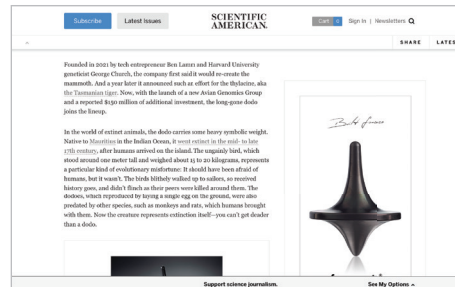 Subscribe
Latest Issues
SCIENTIFIC
AMERICAN.
Cart 0
Sign In | Newsletters
SHARE
LATES
Founded in 2021 by tech entrepreneur Ben Lamm and Harvard University
geneticist George Church, the company first said it would re-create the
mammoth. And a year later it announced such an effort for the thylacine, aka
the Tasmanian tiger. Now, with the launch of a new Avian Genomics Group
and a reported $150 million of additional investment, the long-gone dodo
joins the lineup.
In the world of extinct animals, the dodo carries some heavy symbolic weight.
Native to Mauritius in the Indian Ocean, it went extinct in the mid- to late
17th century, after humans arrived on the island. The ungainly bird, which
stood around one meter tall and weighed about 15 to 20 kilograms, represents
a particular kind of evolutionary misfortune: It should have been afraid of
humans, but it wasn't. The birds blithely walked up to sailors, so received
history goes, and didn't flinch as their peers were killed around them. The
dodoes, which reproduced by laying a single egg on the ground, were also
predated by other species, such as monkeys and rats, which humans brought
with them. Now the creature represents extinction itself—you can't get deader
than a dodo.
Support science journalism.
See My Options